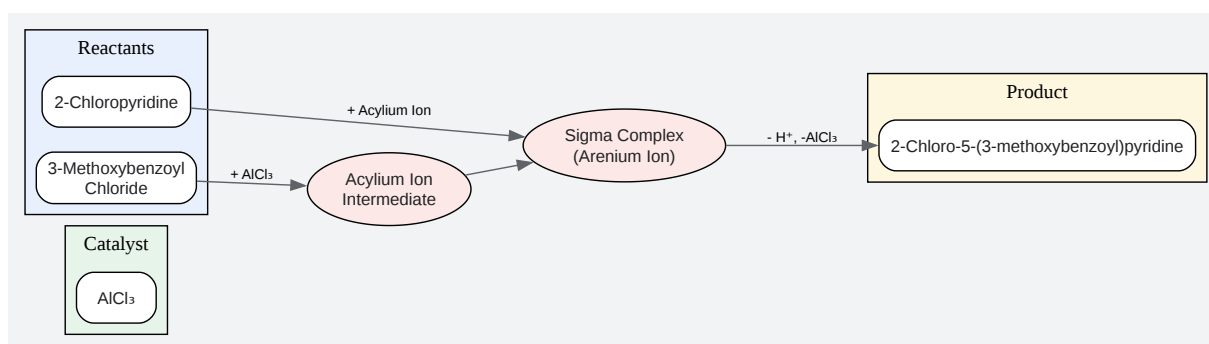 Reactants
2-Chloropyridine
3-Methoxybenzoyl
Chloride
Catalyst
AlCl₃
+ Acylium Ion
+ AlCl₃
Acylium Ion
Intermediate
Sigma Complex
(Arenium Ion)
- H⁺, -AlCl₃
Product
2-Chloro-5-(3-methoxybenzoyl)pyridine